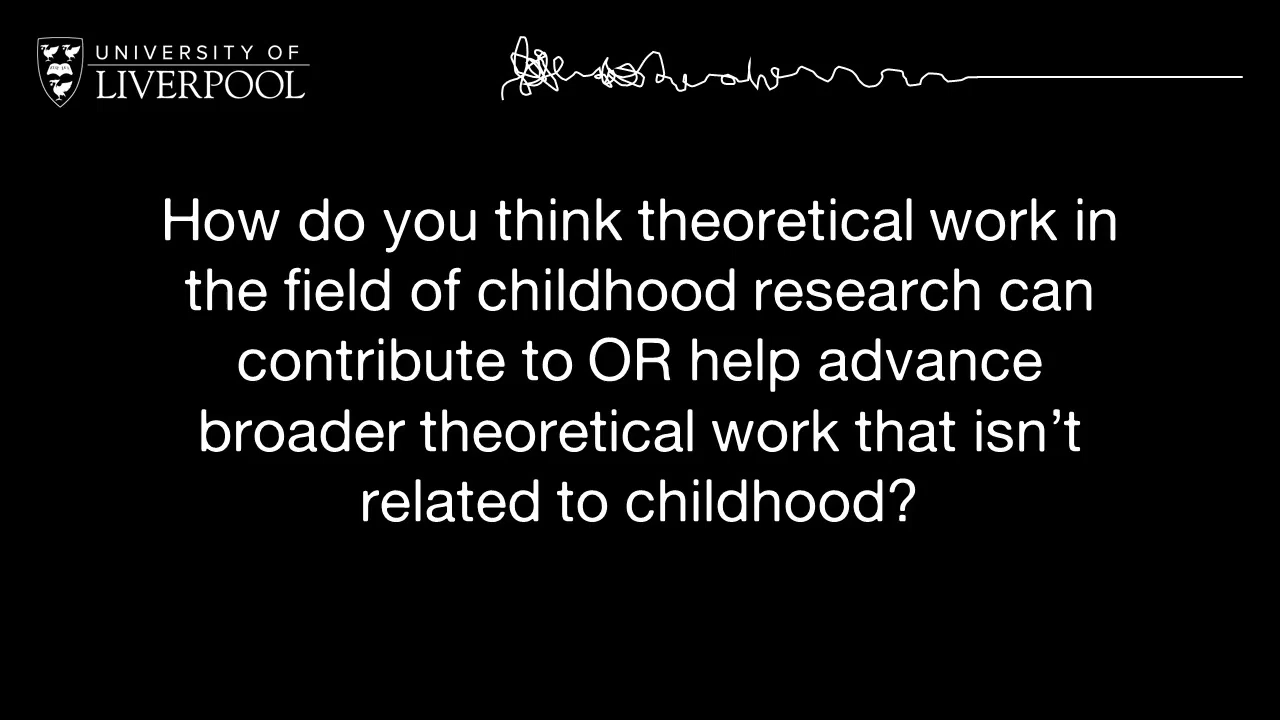 UNIVERSITY OF
LIVERPOOL
How do you think theoretical work in
the field of childhood research can
contribute to OR help advance
broader theoretical work that isn’t
related to childhood?